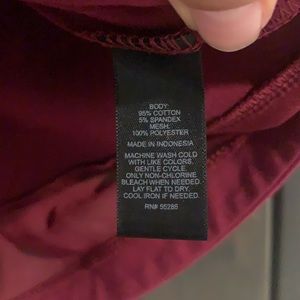 BODY:
95% COTTON
5% SPANDEX
MESH:
100% POLYESTER
MADE IN INDONESIA
MACHINE WASH COLD
WITH LIKE COLORS,
GENTLE CYCLE.
ONLY NON-CHLORINE
BLEACH WHEN NEEDED.
LAY FLAT TO DRY.
COOL IRON IF NEEDED.
RN# 55285